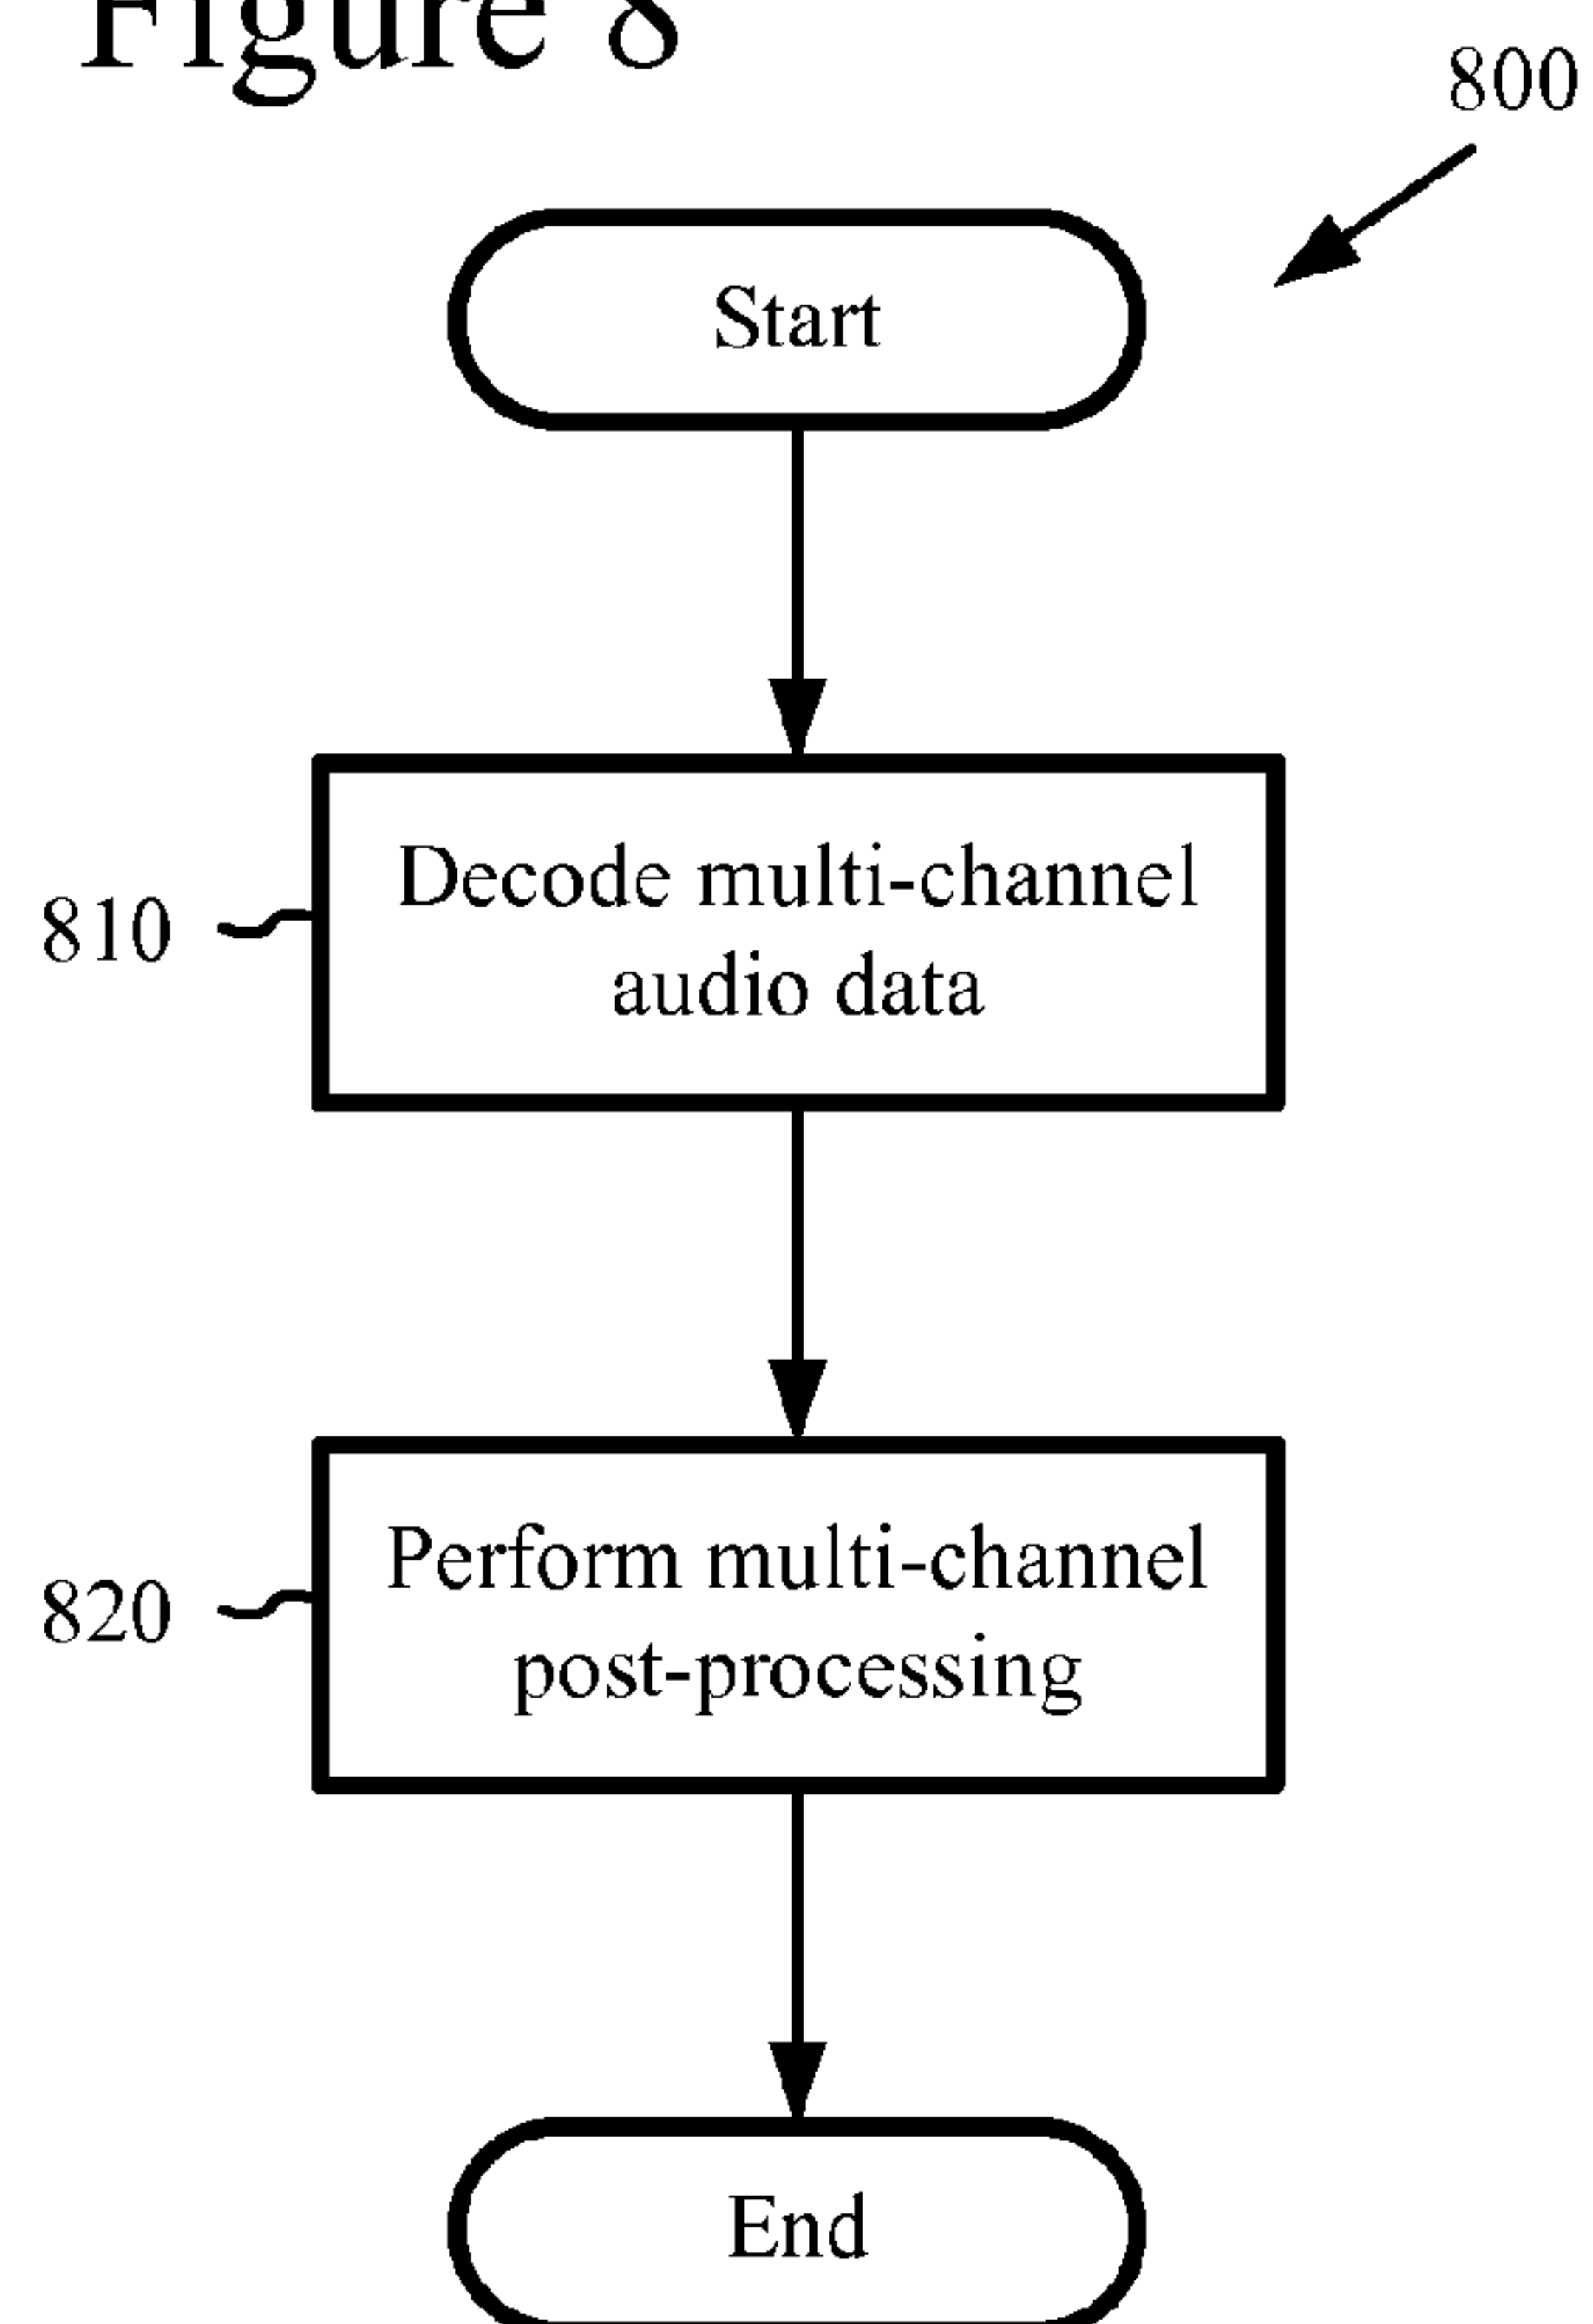 Figure 8
800
Start
810
Decode multi-channel
audio data
820
Perform multi-channel
post-processing
End